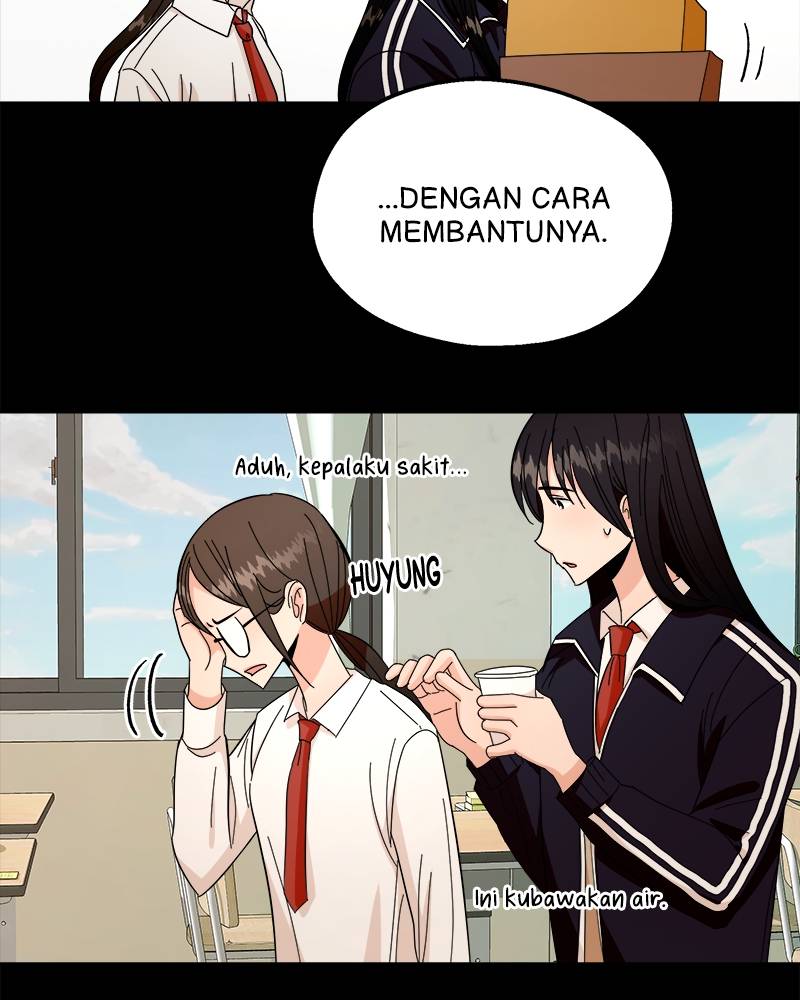 ...DENGAN CARA
MEMBANTUNYA.
Aduh, kepalaku sakit...
HUYUNG
Ini kubawakan air.